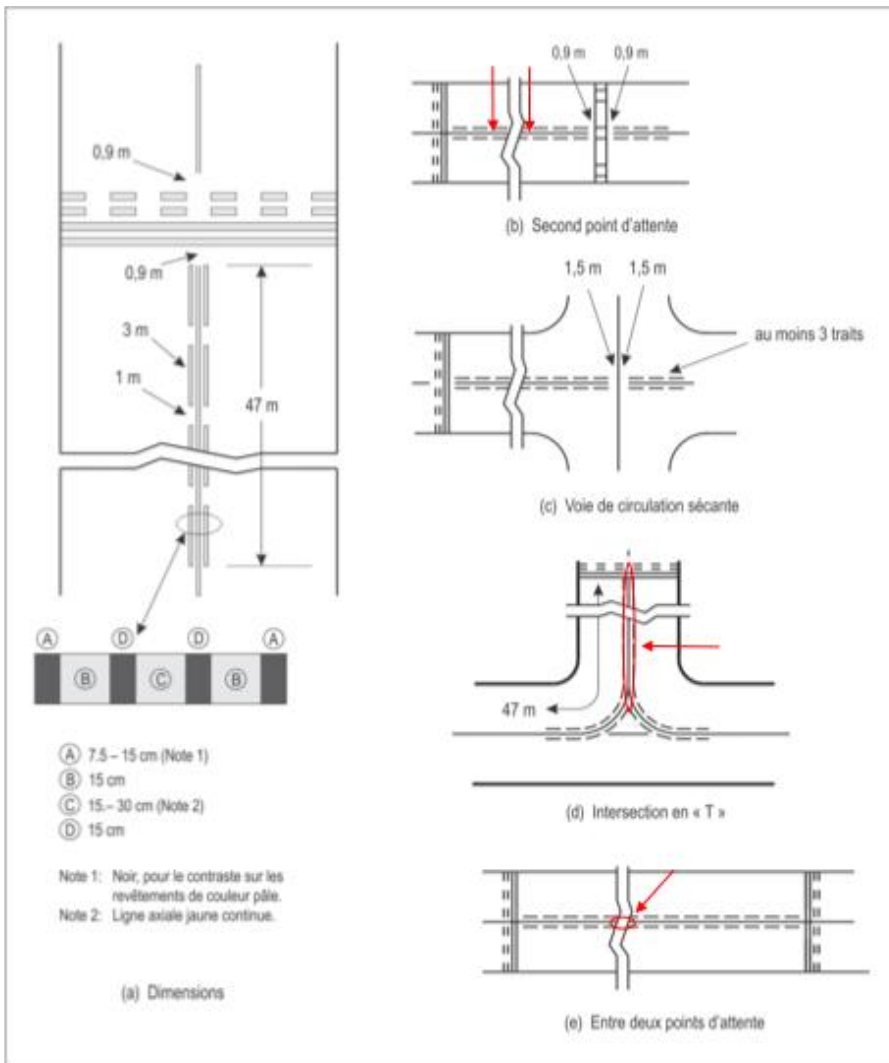 0,9 m
0,9 m
3 m
1 m
47 m
A D D A
B C B
A 7.5 – 15 cm (Note 1)
B 15 cm
C 15.– 30 cm (Note 2)
D 15 cm
Note 1: Noir, pour le contraste sur les
revêtements de couleur pâle.
Note 2: Ligne axiale jaune continue.
(a) Dimensions
0,9 m 0,9 m
(b) Second point d'attente
1,5 m 1,5 m
au moins 3 traits
(c) Voie de circulation sécante
47 m
(d) Intersection en « T »
(e) Entre deux points d'attente